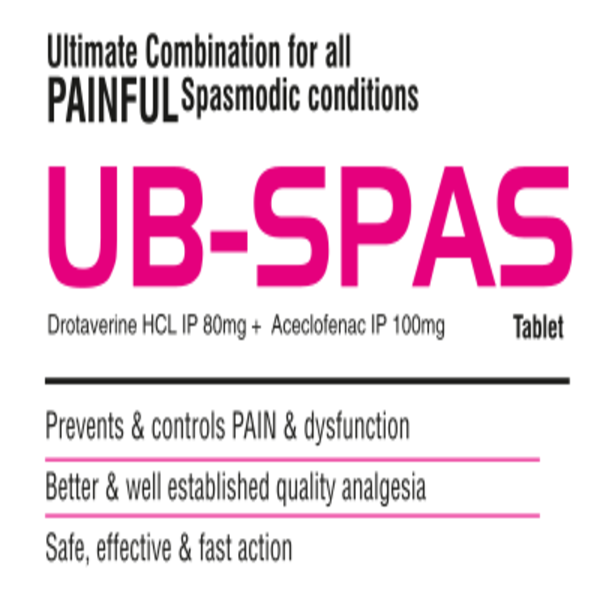 Ultimate Combination for all
PAINFUL Spasmodic conditions
UB-SPAS
Drotaverine HCL IP 80mg + Aceclofenac IP 100mg Tablet
Prevents & controls PAIN & dysfunction
Better & well established quality analgesia
Safe, effective & fast action